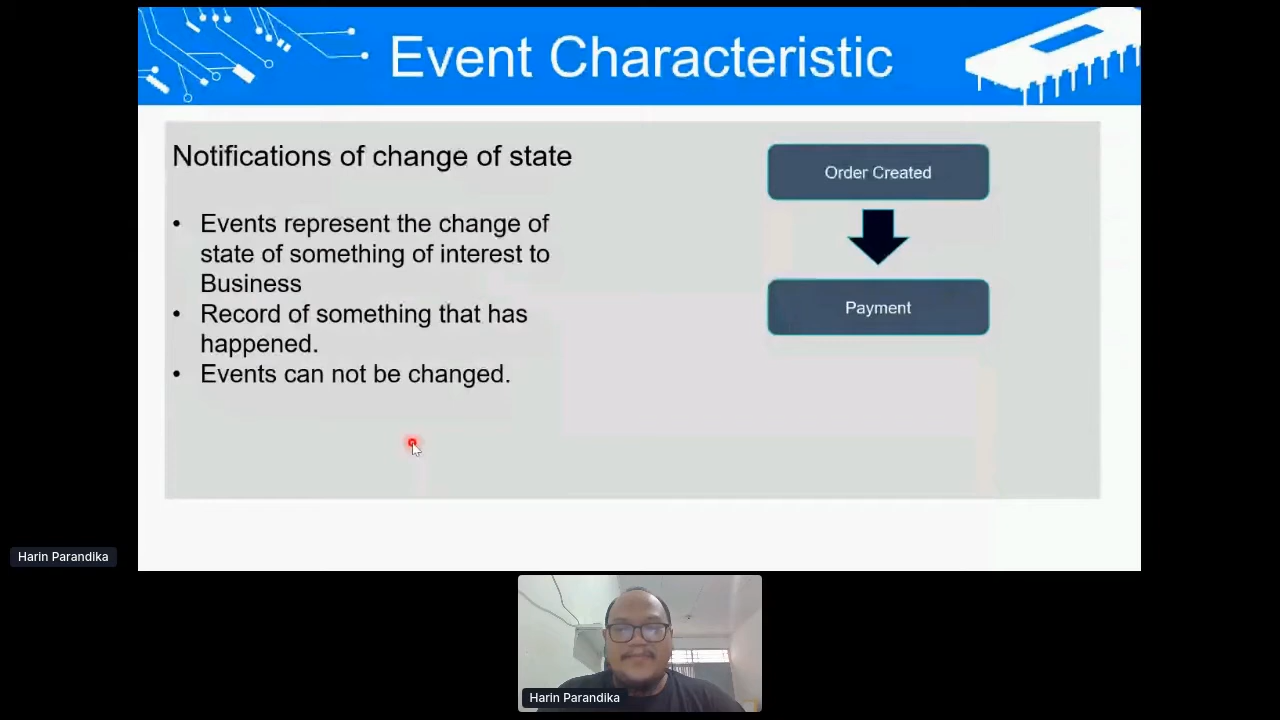 Event Characteristic
Notifications of change of state
• Events represent the change of
state of something of interest to
Business
• Record of something that has
happened.
• Events can not be changed.
Order Created
Payment
Harin Parandika
Harin Parandika